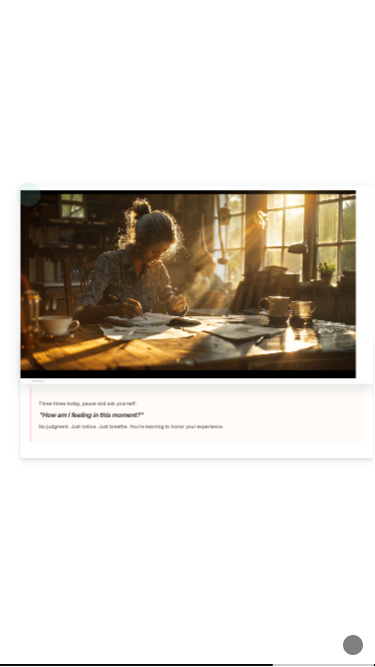 Three times today, pause and ask yourself:
"How am I feeling in this moment?"
No judgment. Just notice. Just breathe. You're learning to honor your experience.